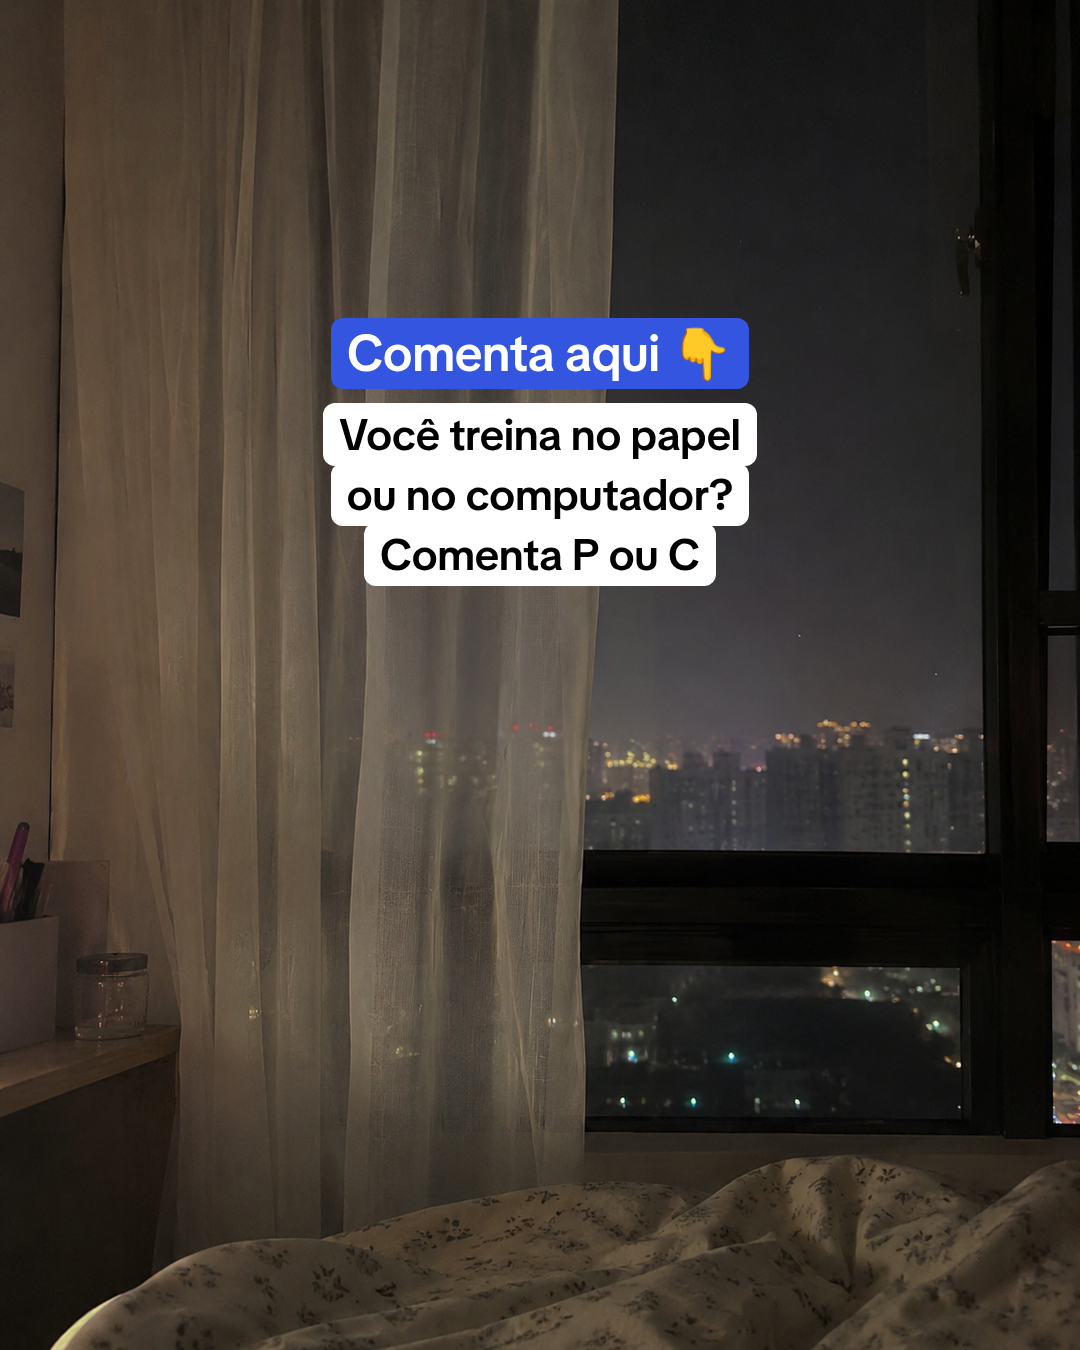 Comenta aqui 👇
Você treina no papel
ou no computador?
Comenta P ou C